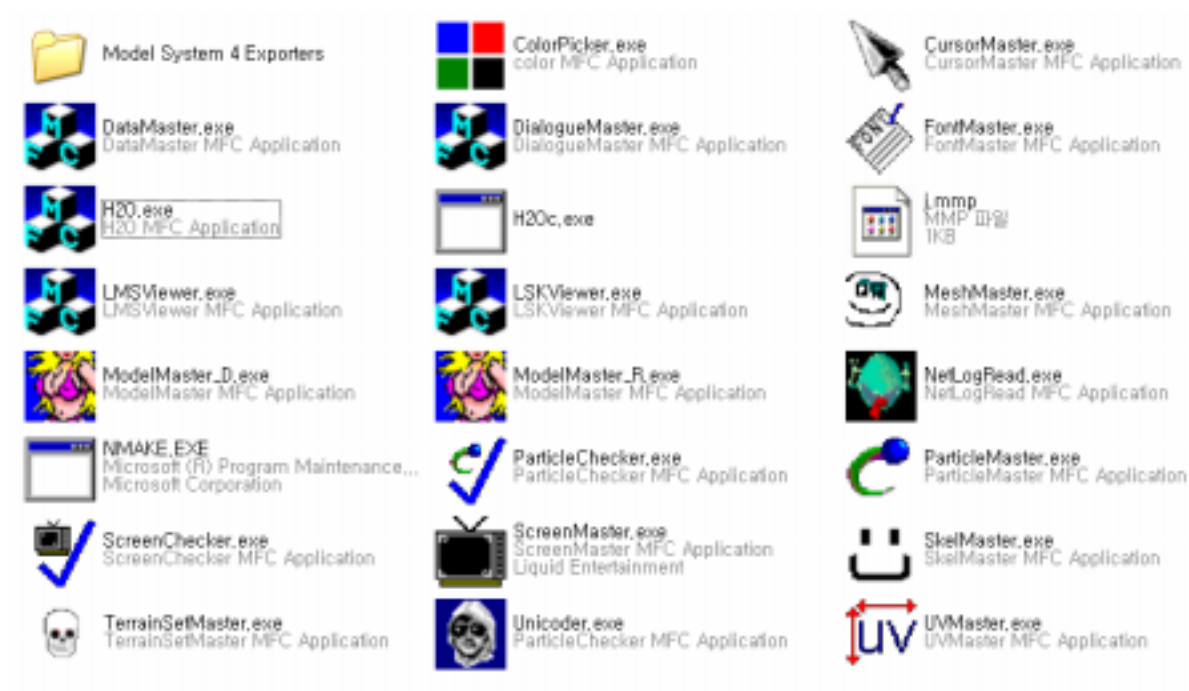 Model System 4 Exporters
ColorPicker.exe
color MFC Application
CursorMaster.exe
CursorMaster MFC Application
DataMaster.exe
DataMaster MFC Application
DialogueMaster.exe
DialogueMaster MFC Application
FontMaster.exe
FontMaster MFC Application
H2O.exe
H2O MFC Application
H2Oc.exe
l.mmp
MMP 파일
1KB
LMSViewer.exe
LMSViewer MFC Application
LSKViewer.exe
LSKViewer MFC Application
MeshMaster.exe
MeshMaster MFC Application
ModelMaster_D.exe
ModelMaster MFC Application
ModelMaster_R.exe
ModelMaster MFC Application
NetLogRead.exe
NetLogRead MFC Application
NMAKE.EXE
Microsoft (R) Program Maintenance...
Microsoft Corporation
ParticleChecker.exe
ParticleChecker MFC Application
ParticleMaster.exe
ParticleMaster MFC Application
ScreenChecker.exe
ScreenChecker MFC Application
ScreenMaster.exe
ScreenMaster MFC Application
Liquid Entertainment
SkelMaster.exe
SkelMaster MFC Application
TerrainSetMaster.exe
TerrainSetMaster MFC Application
Unicoder.exe
ParticleChecker MFC Application
UVMaster.exe
UVMaster MFC Application
M
F
C
M
F
C
M
F
C
M
F
C
M
F
C
FONT
UV